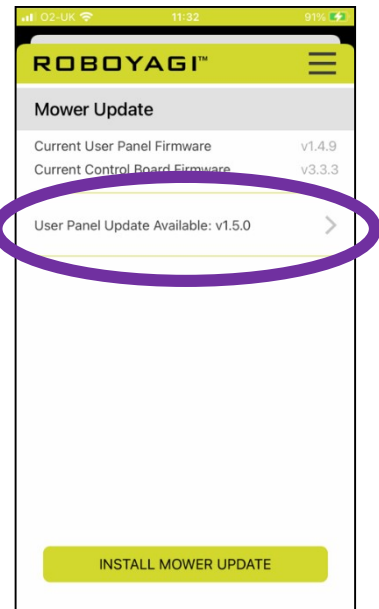 O2-UK 11:32 91%
ROBOYAGI™
Mower Update
Current User Panel Firmware v1.4.9
Current Control Board Firmware v3.3.3
User Panel Update Available: v1.5.0
INSTALL MOWER UPDATE